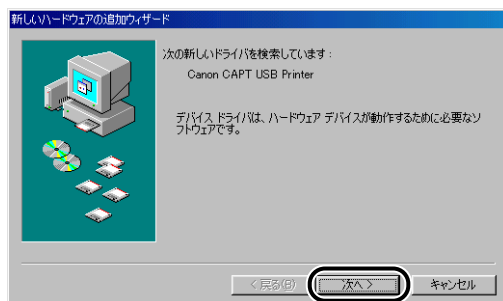 新しいハードウェアの追加ウィザード
次の新しいドライバを検索しています：
Canon CAPT USB Printer
デバイス ドライバは、ハードウェア デバイスが動作するために必要なソ
フトウェアです。
< 戻る(B)
次へ >
キャンセル